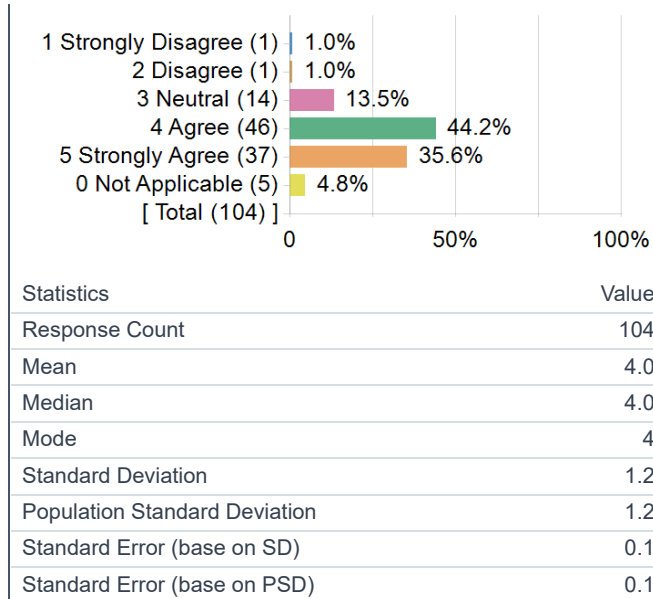 1 Strongly Disagree (1) 1.0%
2 Disagree (1) 1.0%
3 Neutral (14) 13.5%
4 Agree (46) 44.2%
5 Strongly Agree (37) 35.6%
0 Not Applicable (5) 4.8%
[ Total (104) ]
0 50% 100%
Statistics Value
Response Count 104
Mean 4.0
Median 4.0
Mode 4
Standard Deviation 1.2
Population Standard Deviation 1.2
Standard Error (base on SD) 0.1
Standard Error (base on PSD) 0.1